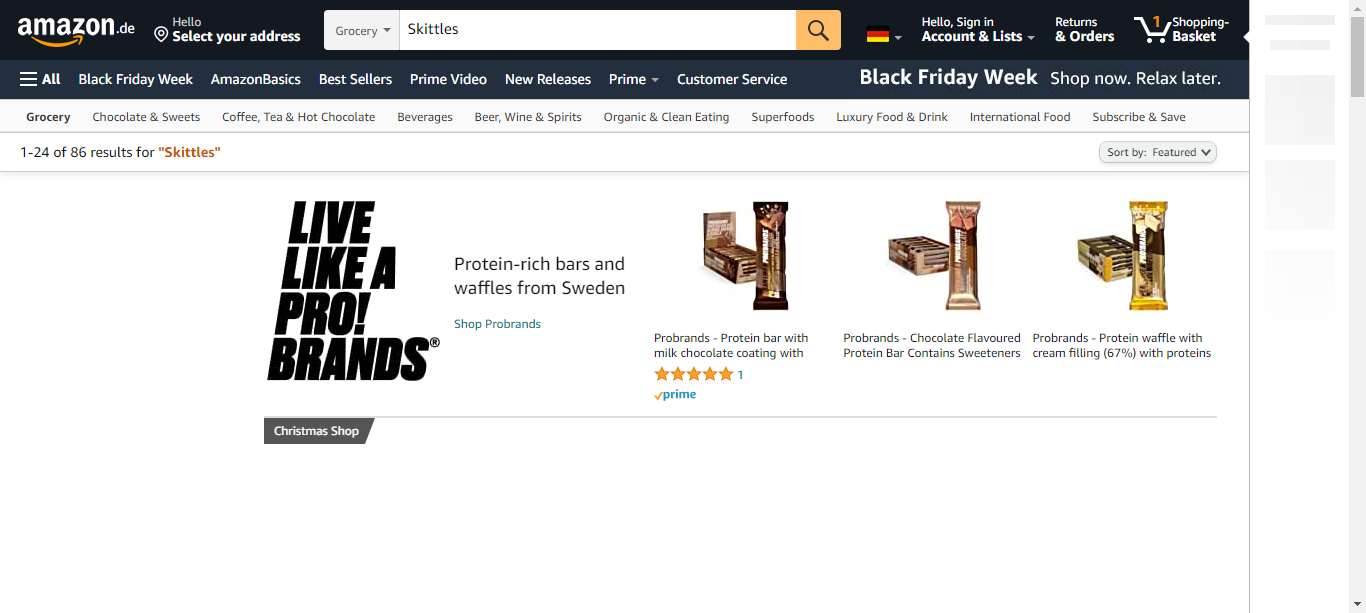 amazon.de
Hello
Select your address
Grocery
Skittles
Hello, Sign in
Account & Lists
Returns
& Orders
1
Shopping-
Basket
All
Black Friday Week
AmazonBasics
Best Sellers
Prime Video
New Releases
Prime
Customer Service
Black Friday Week Shop now. Relax later.
Grocery
Chocolate & Sweets
Coffee, Tea & Hot Chocolate
Beverages
Beer, Wine & Spirits
Organic & Clean Eating
Superfoods
Luxury Food & Drink
International Food
Subscribe & Save
1-24 of 86 results for "Skittles"
Sort by: Featured
LIVE
LIKE A
PRO!
BRANDS®
Protein-rich bars and
waffles from Sweden
Shop Probrands
PROBRANDS
Probrands - Protein bar with
milk chocolate coating with
1
prime
PROBRANDS
Probrands - Chocolate Flavoured
Protein Bar Contains Sweeteners
PROBRANDS
Probrands - Protein waffle with
cream filling (67%) with proteins
Christmas Shop